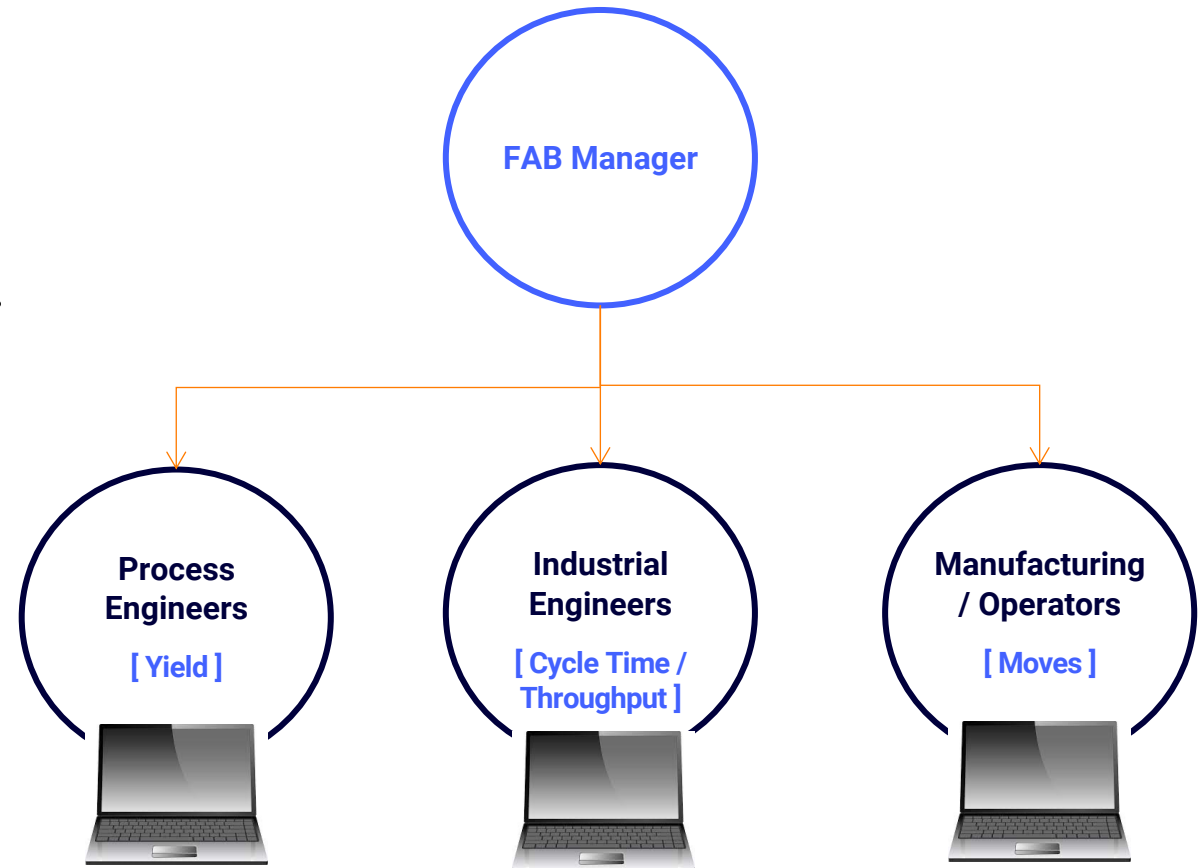 FAB Manager
Process
Engineers
[ Yield ]
Industrial
Engineers
[ Cycle Time /
Throughput ]
Manufacturing
/ Operators
[ Moves ]